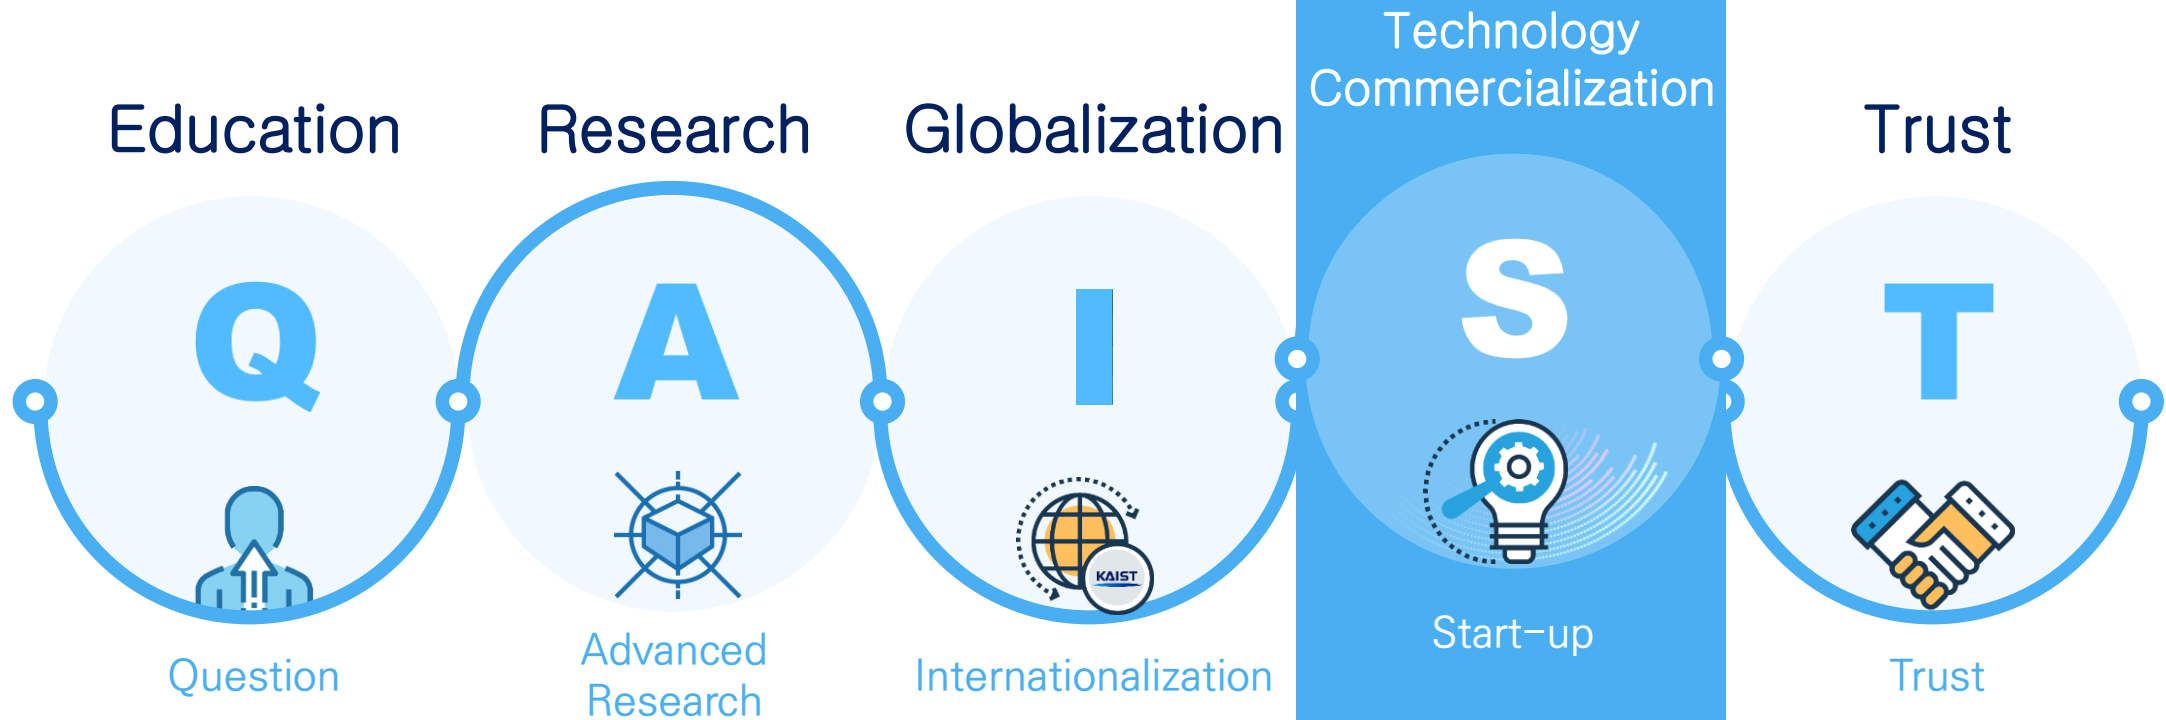 Education
Q
Question
Research
A
Advanced
Research
Globalization
I
KAIST
Internationalization
Technology
Commercialization
S
Start-up
Trust
T
Trust